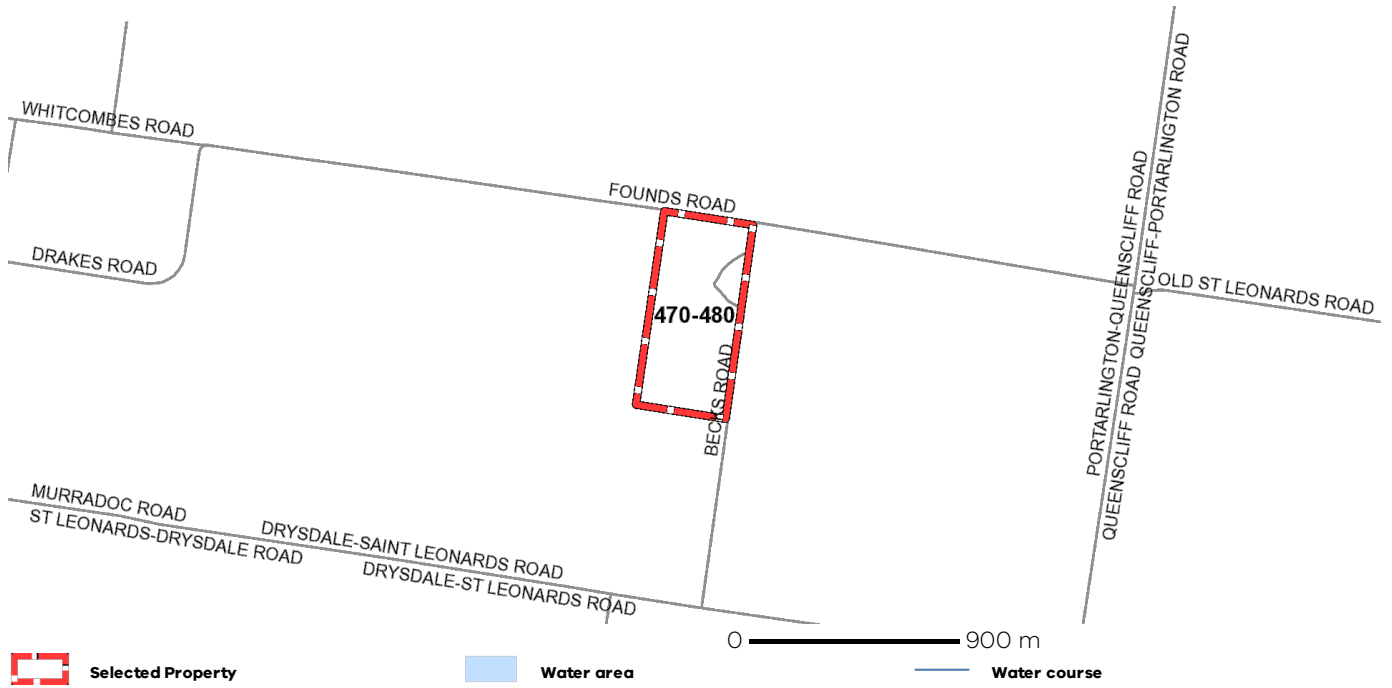 WHITCOMBES ROAD
FOUNDS ROAD
DRAKES ROAD
OLD ST LEONARDS ROAD
470-480
BECKS ROAD
PORTARLINGTON-QUEENSCLIFF ROAD
QUEENSCLIFF-PORTARLINGTON ROAD
QUEENSCLIFF ROAD
MURRADOC ROAD
ST LEONARDS-DRYSDALE ROAD
DRYSDALE-SAINT LEONARDS ROAD
DRYSDALE-ST LEONARDS ROAD
0 900 m
Selected Property
Water area
Water course